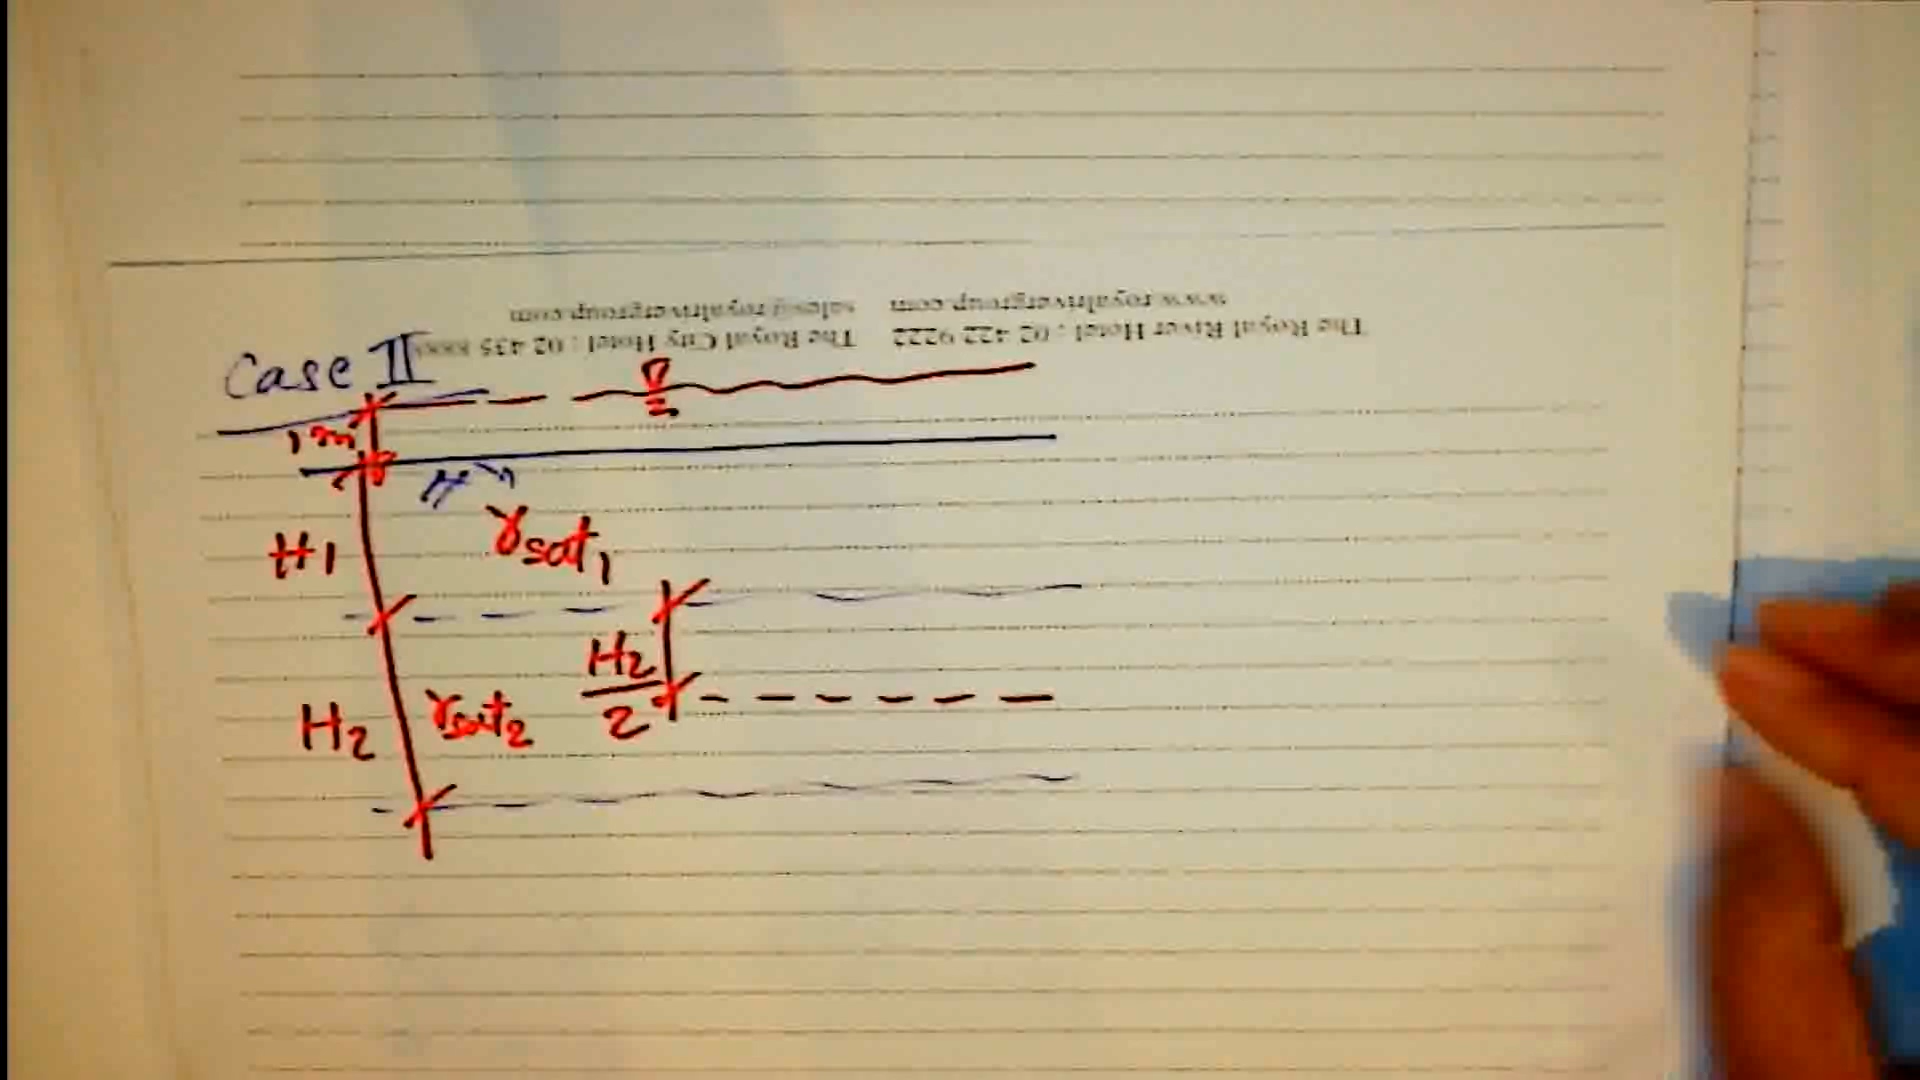 www.royalrivergroup.com sales@royalrivergroup.com
The Royal River Hotel : 02 422 9222 The Royal City Hotel : 02 435 8888
Case II
1m
H1
γsat1
H2
2
H2
γsat2